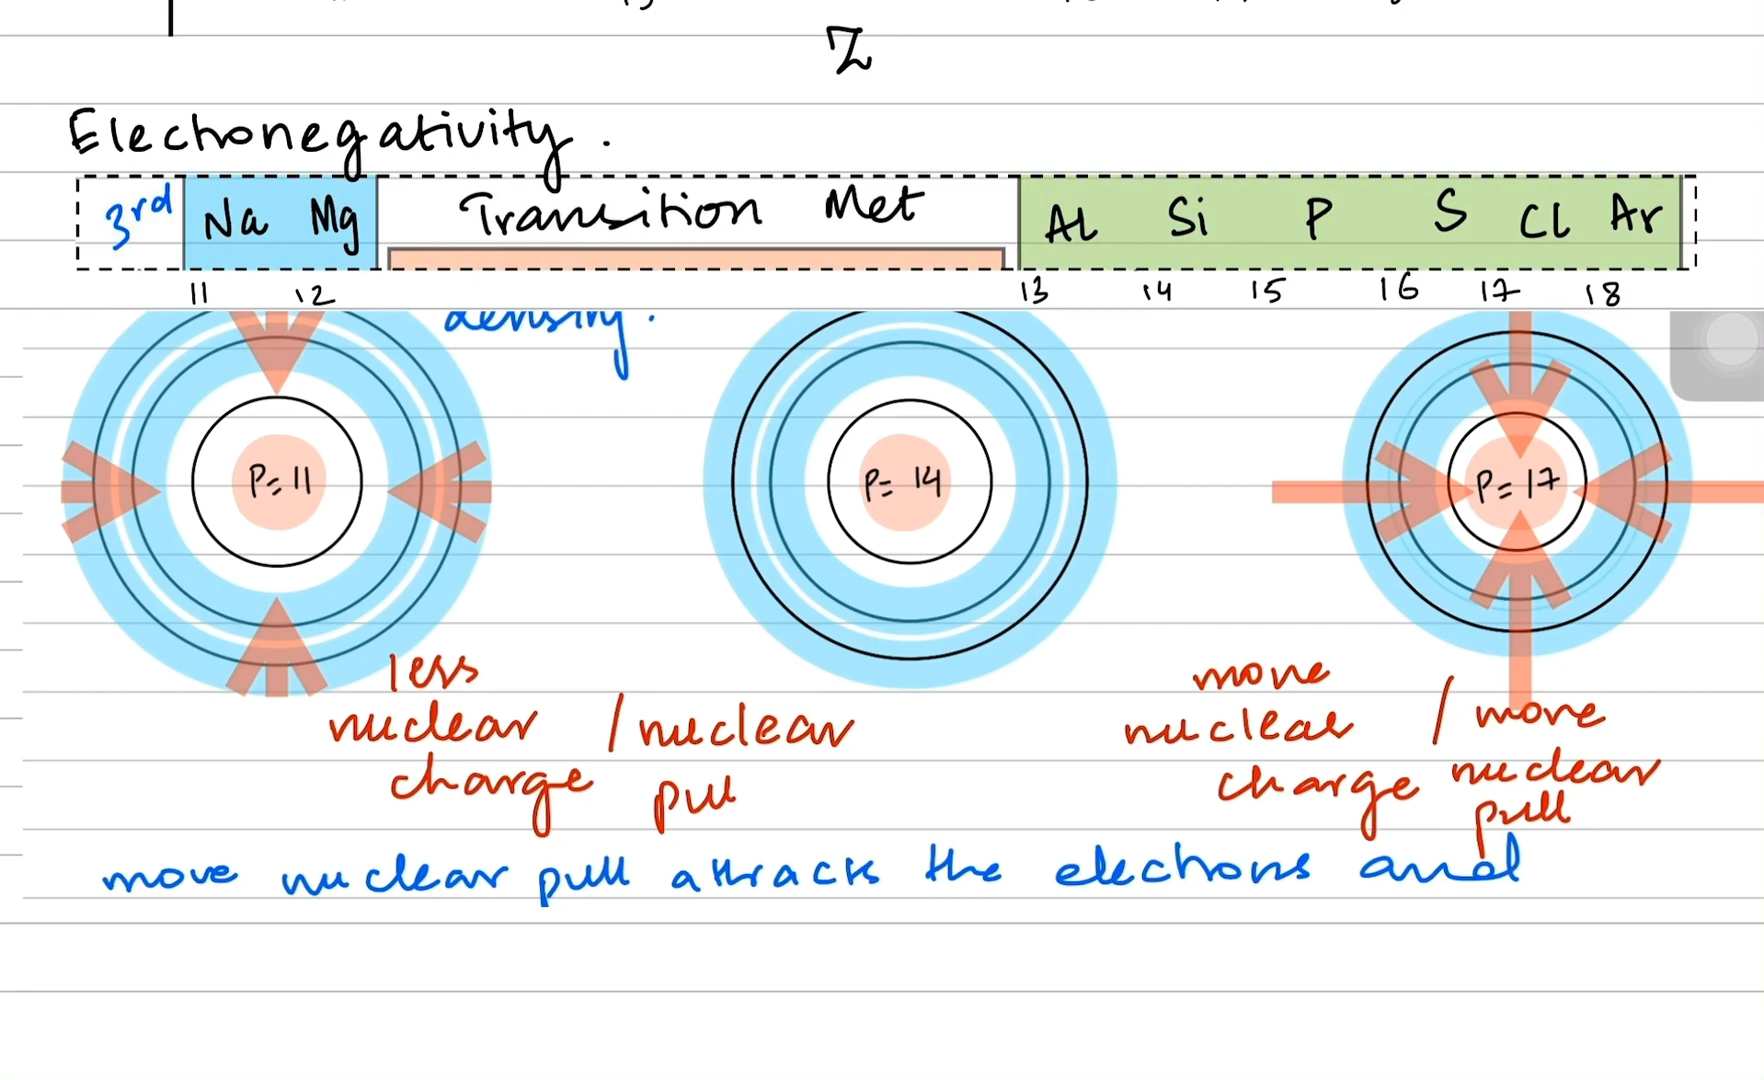 Z
Electronegativity.
3rd Na Mg Transition Met Al Si P S Cl Ar
11 12 13 14 15 16 17 18
density.
P=11 P=14 P=17
less
nuclear / nuclear
charge pull
more
nuclear / more
charge nuclear
pull
more nuclear pull attracts the electrons and